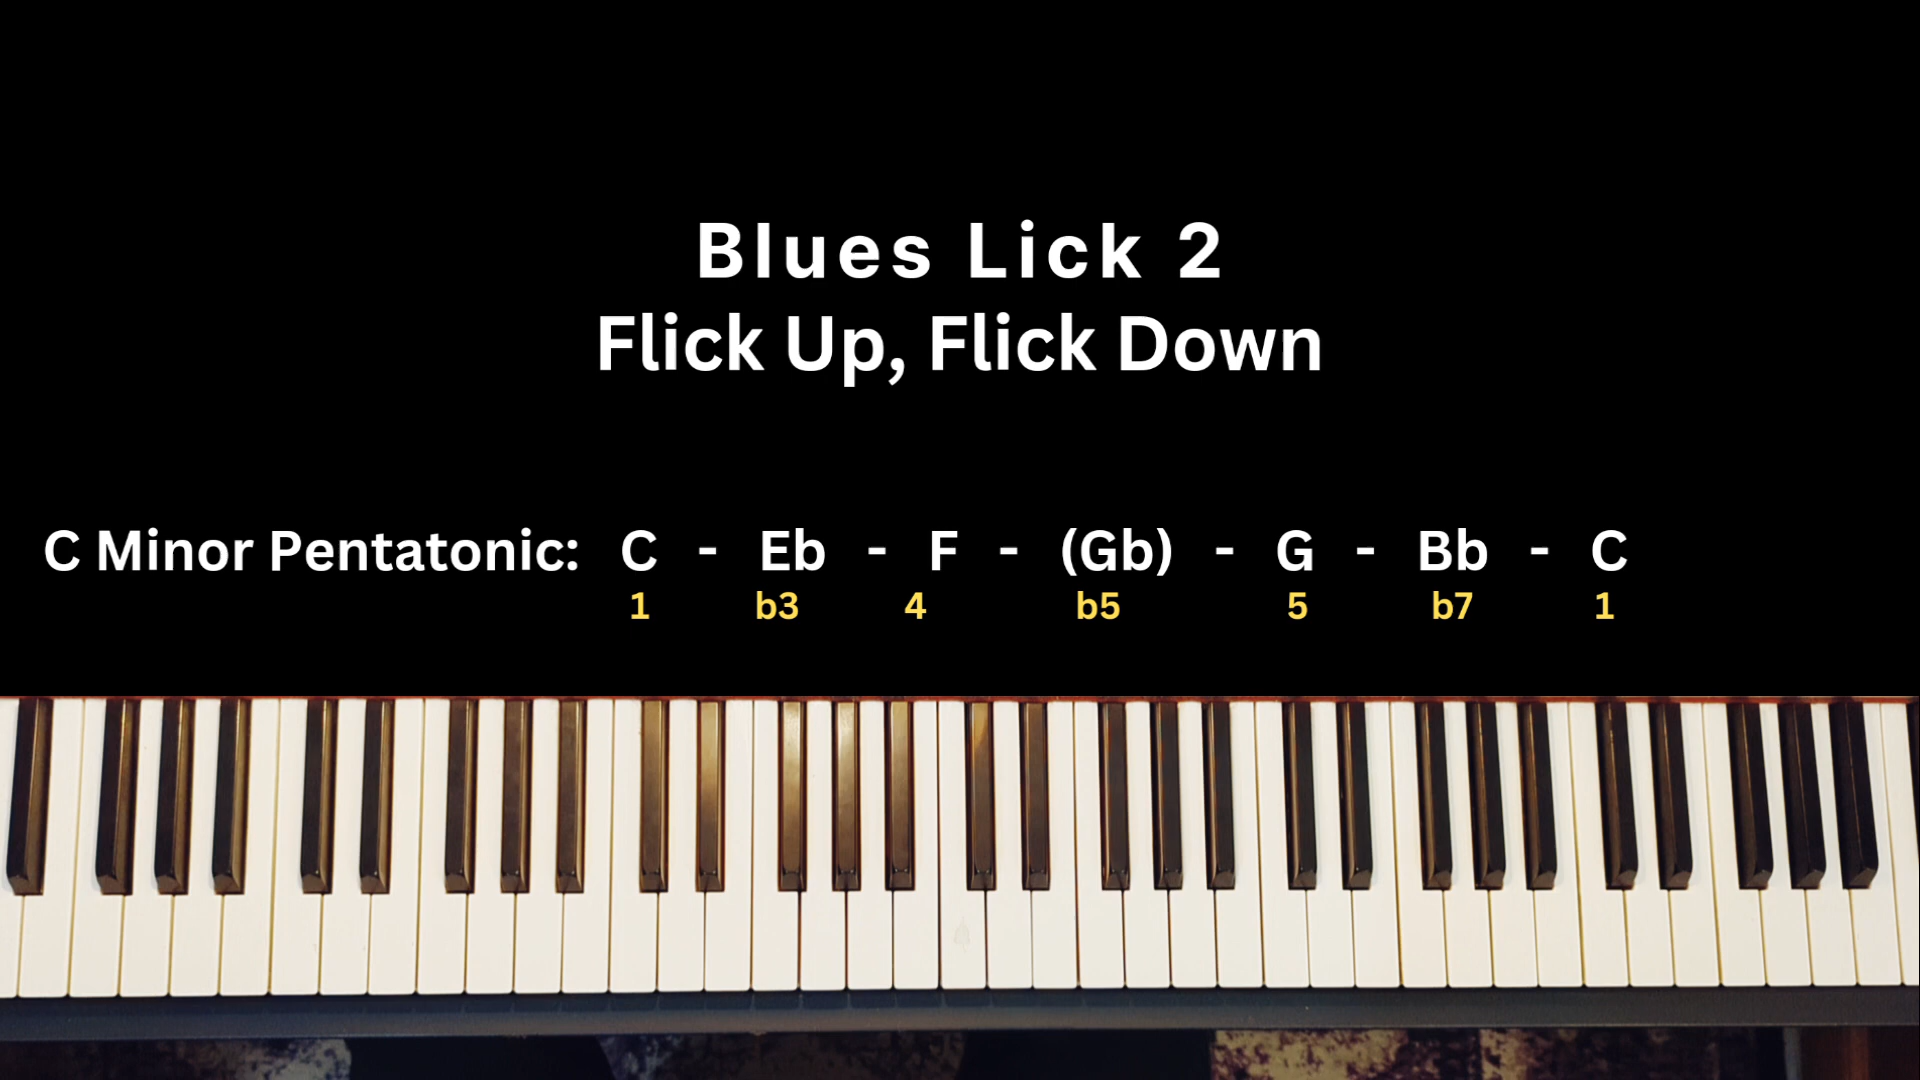 Blues Lick 2
Flick Up, Flick Down
C Minor Pentatonic: C - Eb - F - (Gb) - G - Bb - C
1 b3 4 b5 5 b7 1